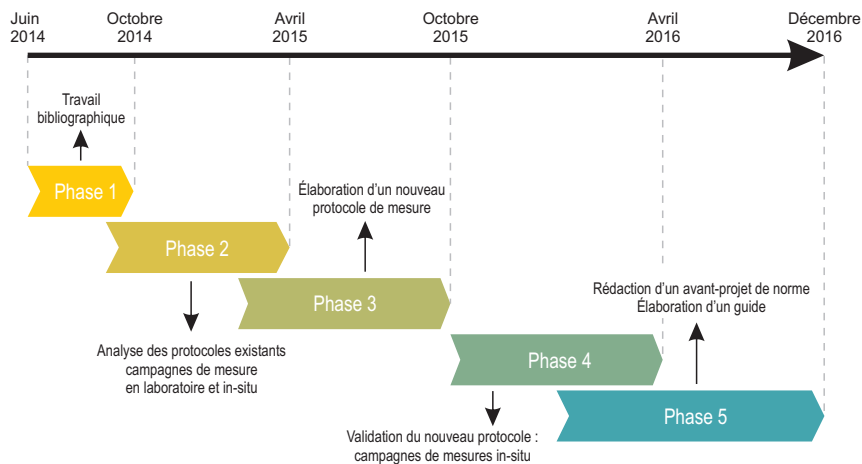 Juin
2014
Octobre
2014
Avril
2015
Octobre
2015
Avril
2016
Décembre
2016
Travail
bibliographique
Phase 1
Élaboration d'un nouveau
protocole de mesure
Phase 2
Phase 3
Rédaction d'un avant-projet de norme
Élaboration d'un guide
Analyse des protocoles existants
campagnes de mesure
en laboratoire et in-situ
Phase 4
Phase 5
Validation du nouveau protocole :
campagnes de mesures in-situ